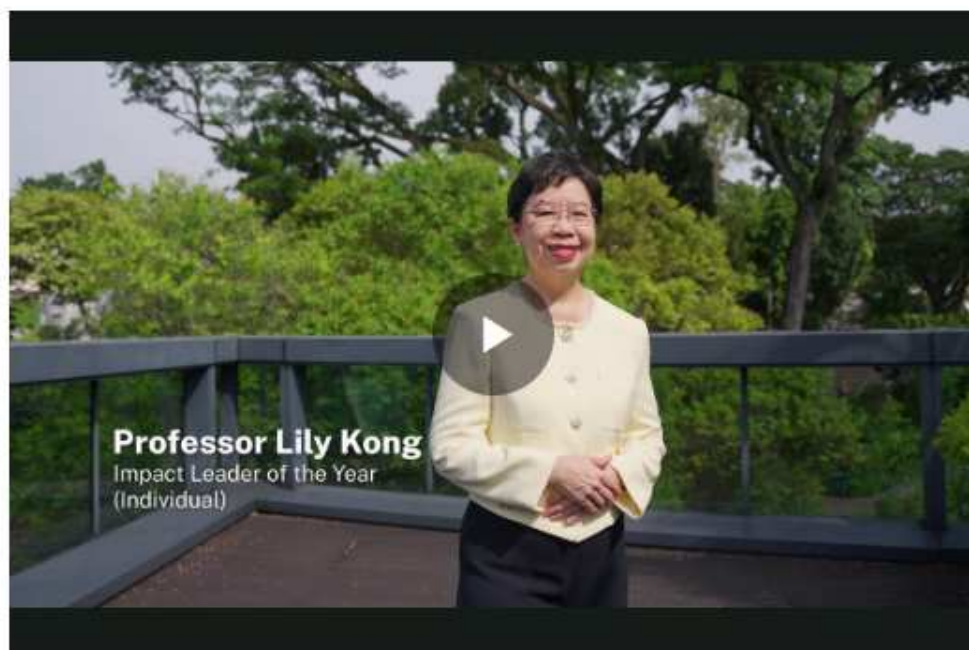 Professor Lily Kong
Impact Leader of the Year
(Individual)